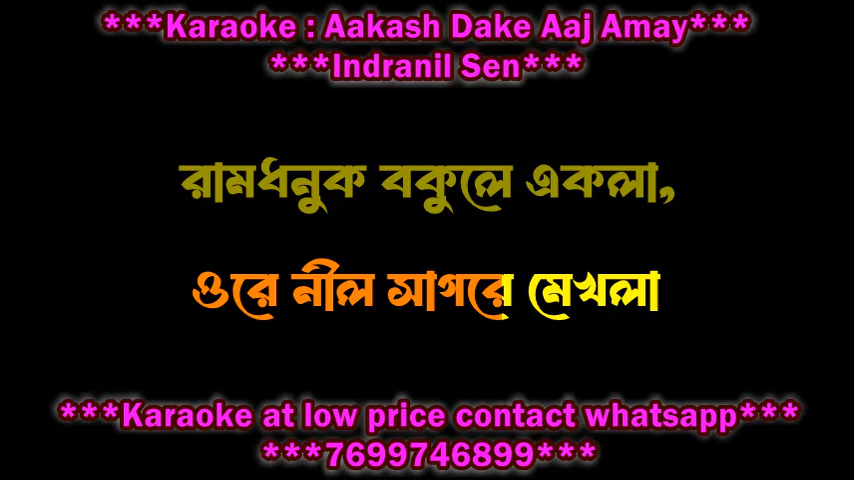 ***Karaoke : Aakash Dake Aaj Amay***
***Indranil Sen***
রামধনুক বকুলে একলা,
ওরে নীল সাগরে মেখলা
***Karaoke at low price contact whatsapp***
***7699746899***